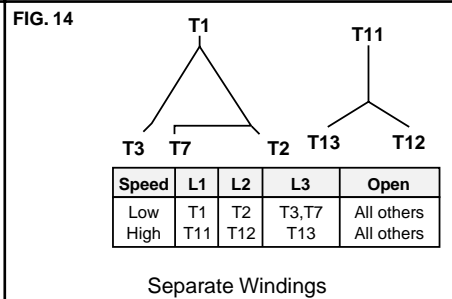 FIG. 14
T1
T11
T3 T7 T2 T13 T12
Speed L1 L2 L3 Open
Low T1 T2 T3,T7 All others
High T11 T12 T13 All others
Separate Windings